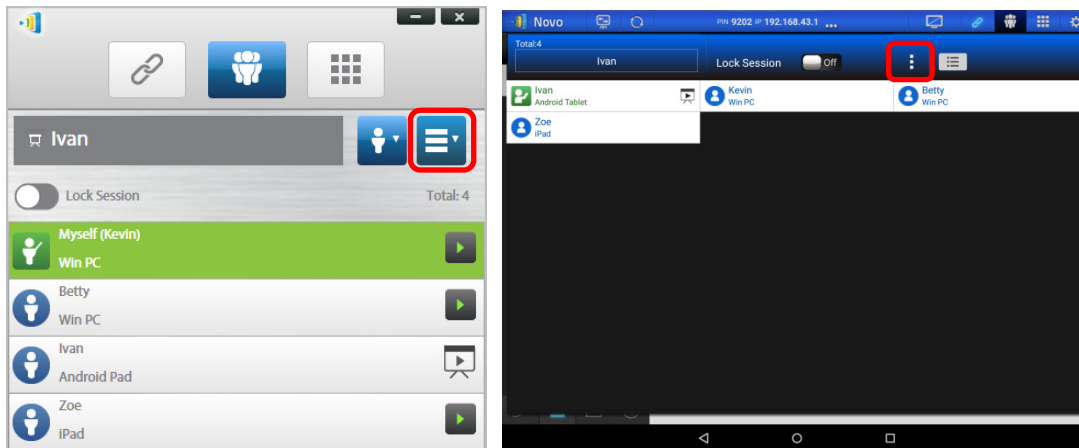 Ivan
Lock Session
Total: 4
Myself (Kevin)
Win PC
Betty
Win PC
Ivan
Android Pad
Zoe
iPad
Novo
PIN 9202 IP 192.168.43.1 ...
Total:4
Ivan
Lock Session
Off
Ivan
Android Tablet
Kevin
Win PC
Betty
Win PC
Zoe
iPad